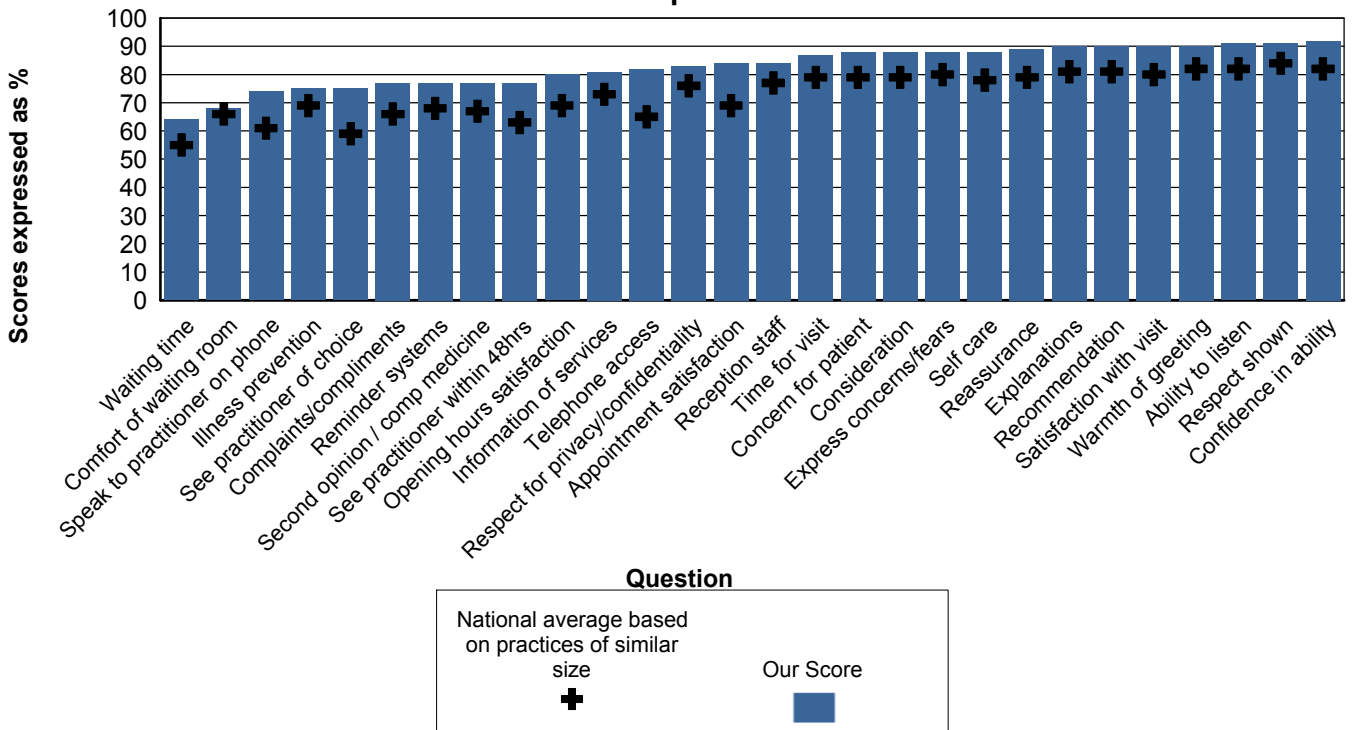 100
90
80
70
60
50
40
30
20
10
0
Scores expressed as %
Waiting time
Comfort of waiting room
Speak to practitioner on phone
Illness prevention
See practitioner of choice
Complaints/compliments
Reminder systems
Second opinion / comp medicine
See practitioner within 48hrs
Opening hours satisfaction
Information of services
Telephone access
Respect for privacy/confidentiality
Appointment satisfaction
Reception staff
Time for visit
Concern for patient
Consideration
Express concerns/fears
Self care
Reassurance
Explanations
Recommendation
Satisfaction with visit
Warmth of greeting
Ability to listen
Respect shown
Confidence in ability
Question
National average based
on practices of similar
size
Our Score